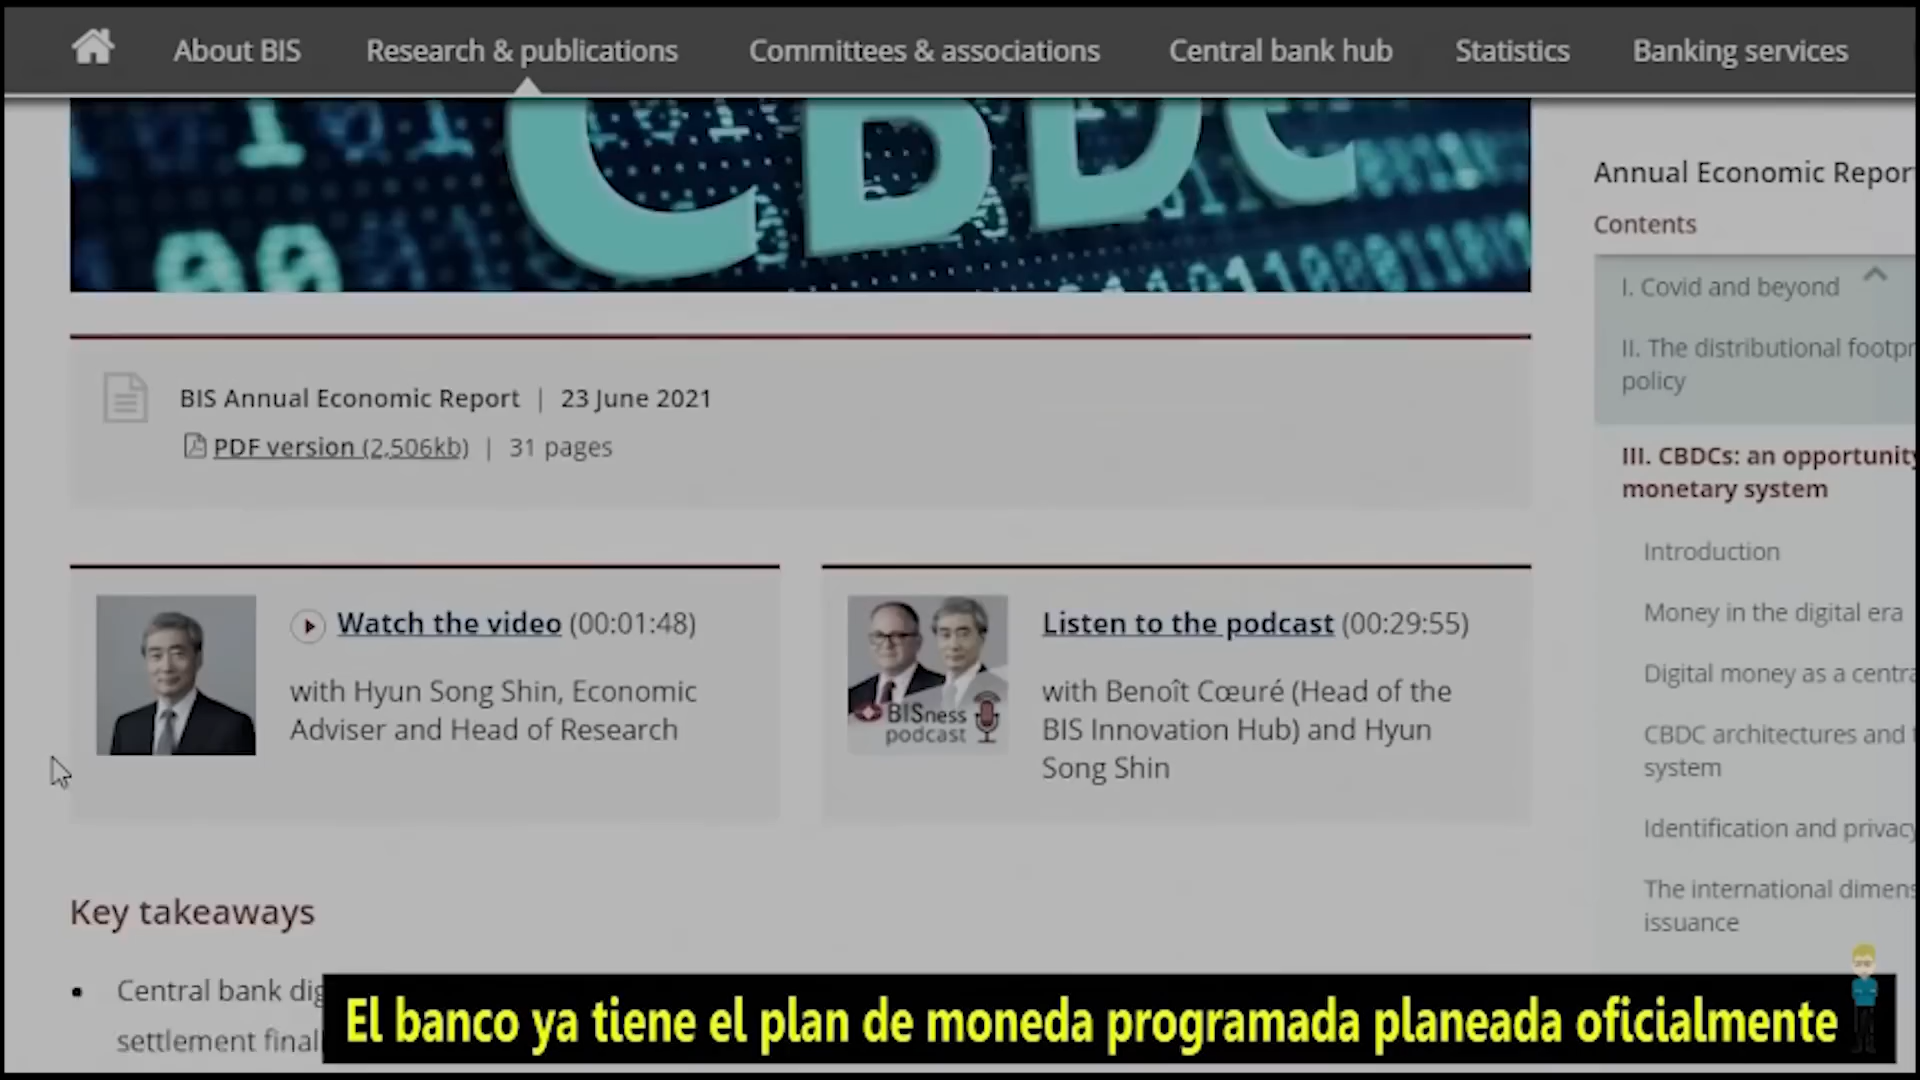 About BIS
Research & publications
Committees & associations
Central bank hub
Statistics
Banking services
CBDC
BIS Annual Economic Report | 23 June 2021
PDF version (2,506kb) | 31 pages
Watch the video (00:01:48)
with Hyun Song Shin, Economic
Adviser and Head of Research
BISness
podcast
Listen to the podcast (00:29:55)
with Benoît Cœuré (Head of the
BIS Innovation Hub) and Hyun
Song Shin
Key takeaways
Central bank dig
settlement final
Annual Economic Repor
Contents
I. Covid and beyond
II. The distributional footpr
policy
III. CBDCs: an opportunity
monetary system
Introduction
Money in the digital era
Digital money as a centra
CBDC architectures and
system
Identification and privacy
The international dimens
issuance
El banco ya tiene el plan de moneda programada planeada oficialmente